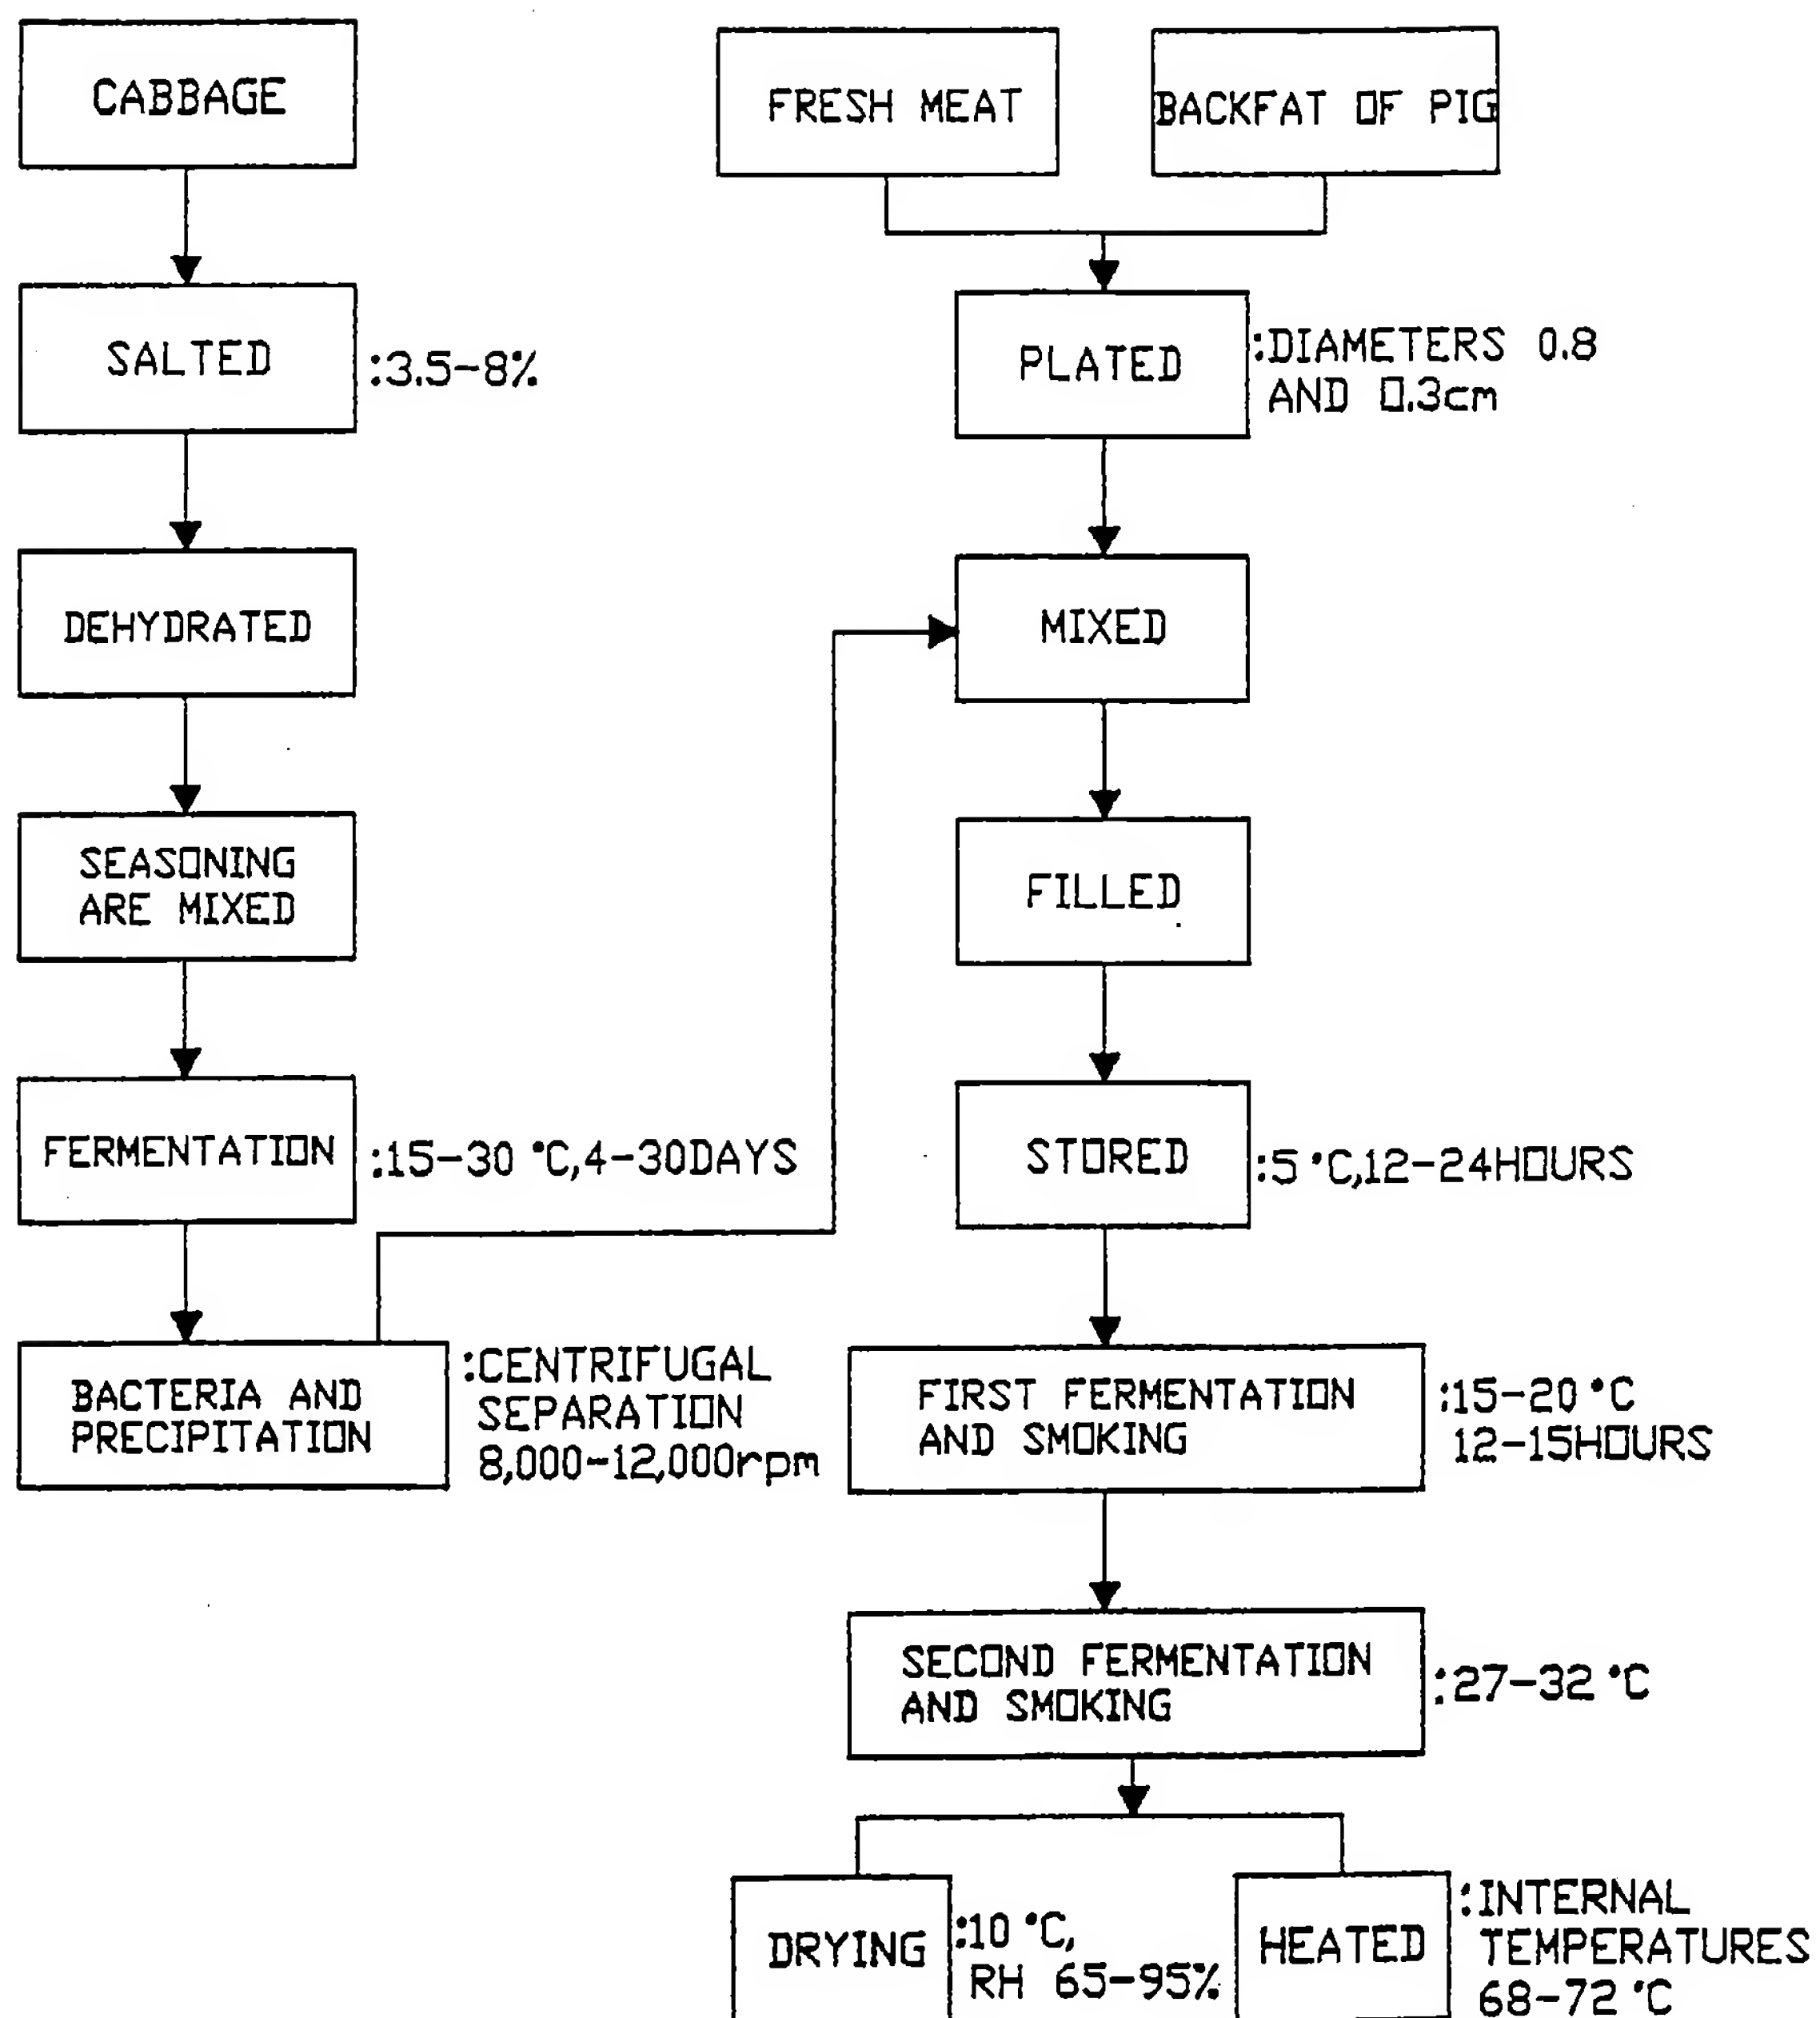 CABBAGE
SALTED
:3.5-8%
DEHYDRATED
SEASONING
ARE MIXED
FERMENTATION
:15-30 °C,4-30DAYS
BACTERIA AND
PRECIPITATION
:CENTRIFUGAL
SEPARATION
8,000-12,000rpm
FRESH MEAT
BACKFAT OF PIG
PLATED
:DIAMETERS 0.8
AND 0.3cm
MIXED
FILLED
STORED
:5 °C,12-24HOURS
FIRST FERMENTATION
AND SMOKING
:15-20 °C
12-15HOURS
SECOND FERMENTATION
AND SMOKING
:27-32 °C
DRYING
:10 °C,
RH 65-95%
HEATED
:INTERNAL
TEMPERATURES
68-72 °C